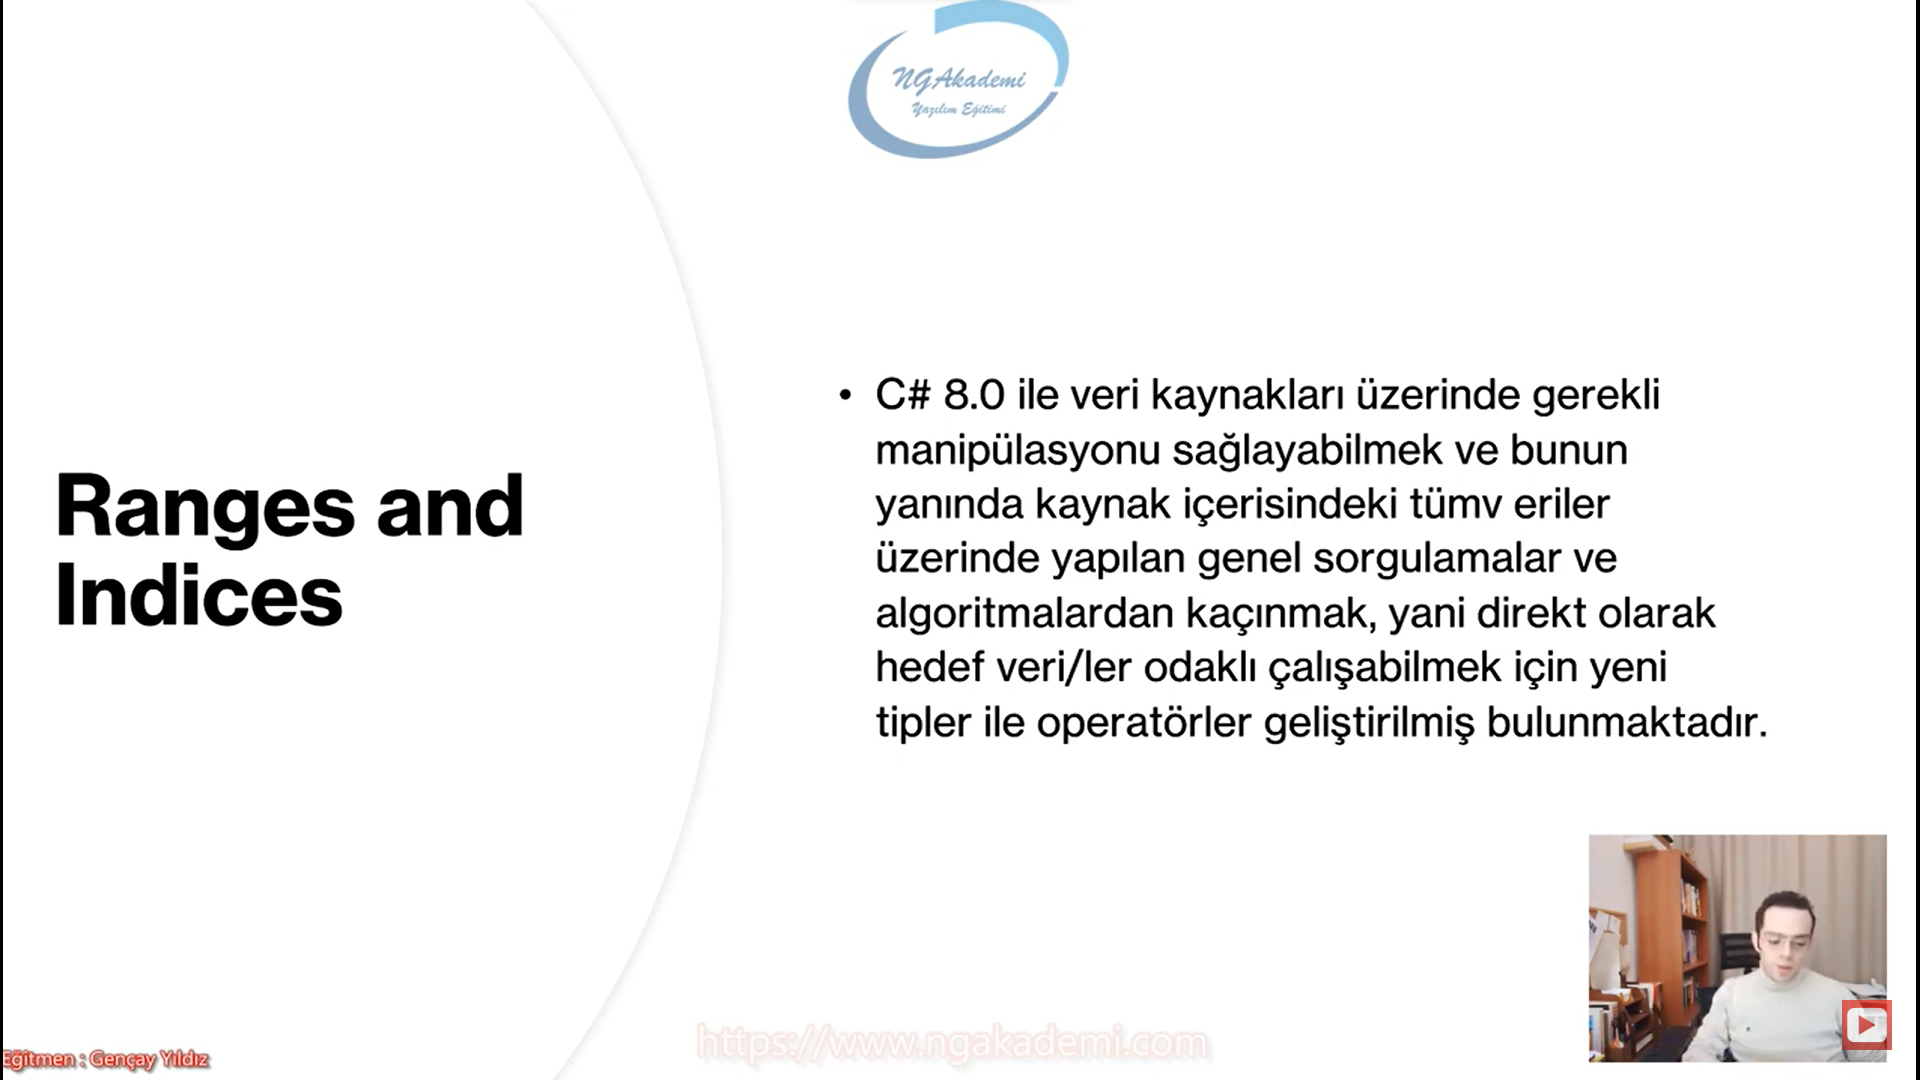 NGAkademi
Yazılım Eğitimi
Ranges and
Indices
• C# 8.0 ile veri kaynakları üzerinde gerekli
manipülasyonu sağlayabilmek ve bunun
yanında kaynak içerisindeki tümv eriler
üzerinde yapılan genel sorgulamalar ve
algoritmalardan kaçınmak, yani direkt olarak
hedef veri/ler odaklı çalışabilmek için yeni
tipler ile operatörler geliştirilmiş bulunmaktadır.
https://www.ngakademi.com
Eğitmen : Gençay Yıldız